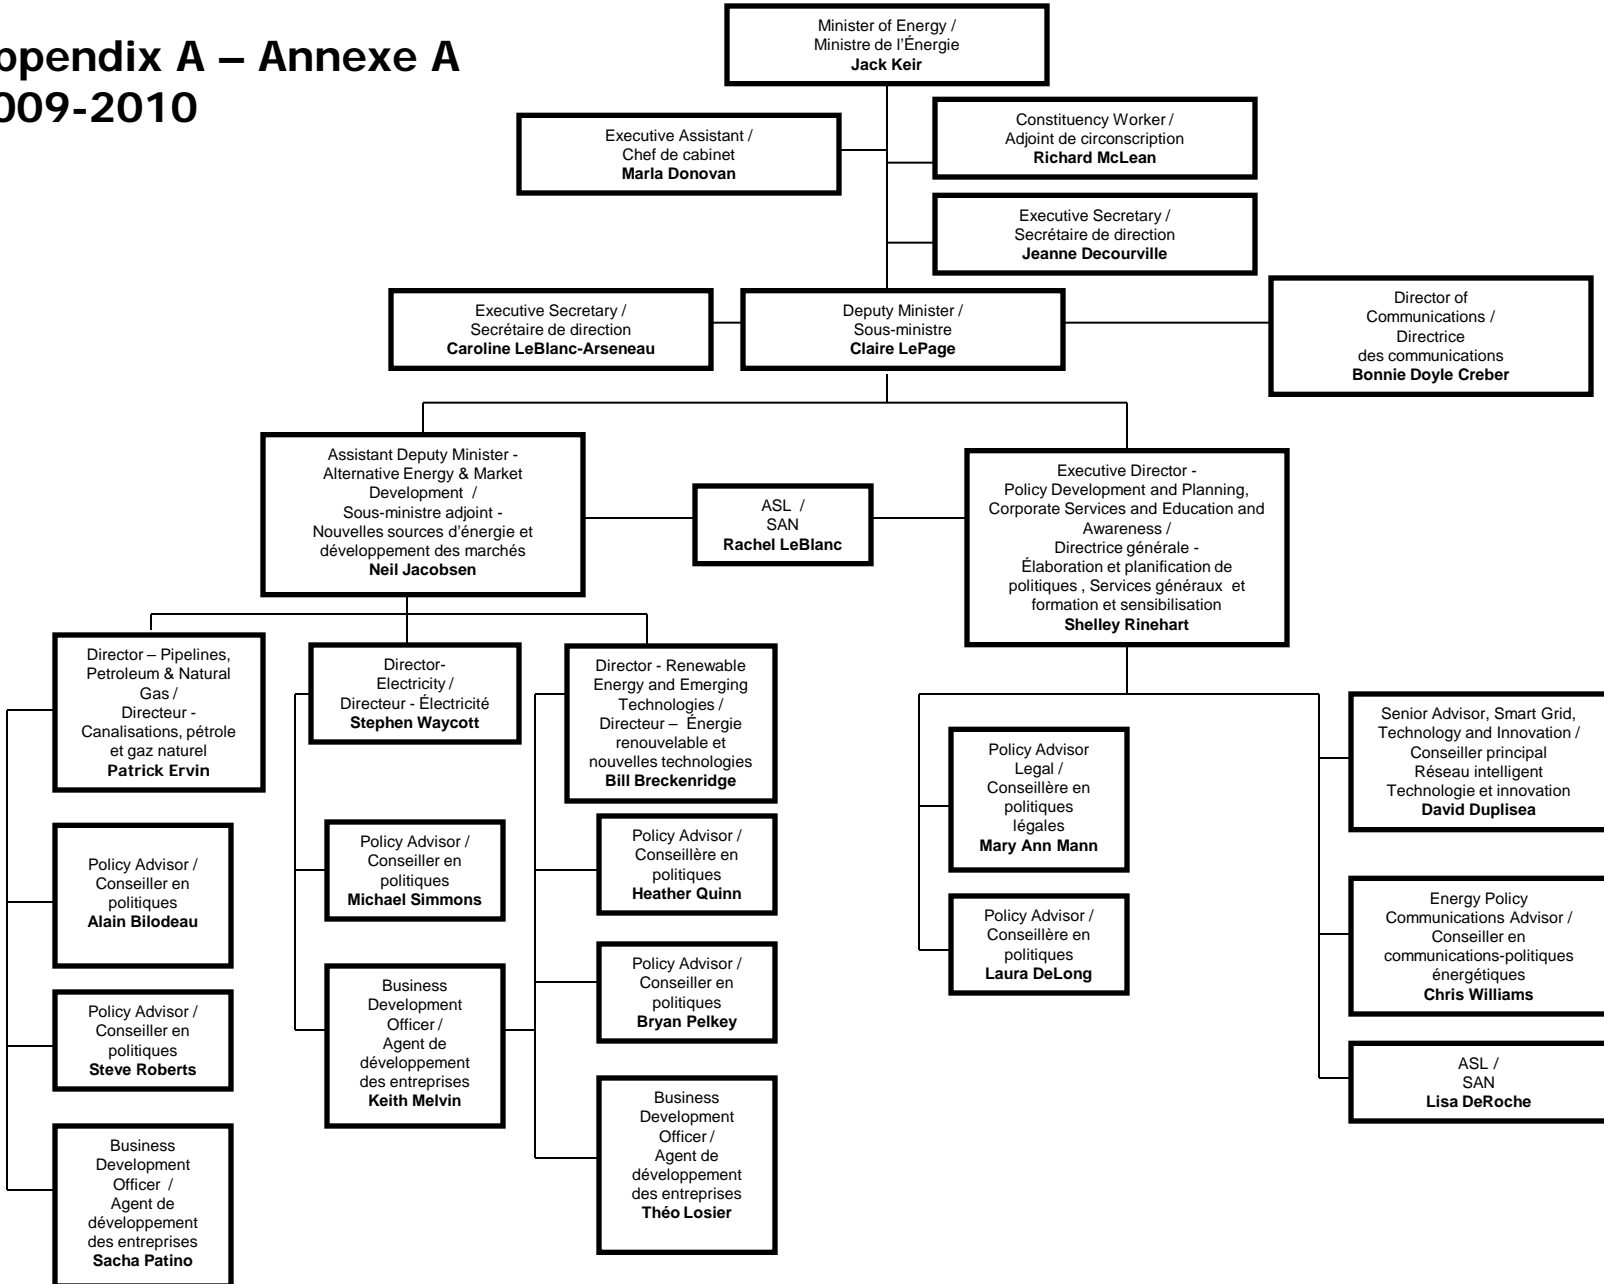 ppendix A – Annexe A
009-2010
Minister of Energy /
Ministre de l'Énergie
Jack Keir
Executive Assistant /
Chef de cabinet
Marla Donovan
Constituency Worker /
Adjoint de circonscription
Richard McLean
Executive Secretary /
Secrétaire de direction
Jeanne Decourville
Executive Secretary /
Secrétaire de direction
Caroline LeBlanc-Arseneau
Deputy Minister /
Sous-ministre
Claire LePage
Director of
Communications /
Directrice
des communications
Bonnie Doyle Creber
Assistant Deputy Minister -
Alternative Energy & Market
Development /
Sous-ministre adjoint -
Nouvelles sources d'énergie et
développement des marchés
Neil Jacobsen
ASL /
SAN
Rachel LeBlanc
Executive Director -
Policy Development and Planning,
Corporate Services and Education and
Awareness /
Directrice générale -
Élaboration et planification de
politiques , Services généraux et
formation et sensibilisation
Shelley Rinehart
Director – Pipelines,
Petroleum & Natural
Gas /
Directeur -
Canalisations, pétrole
et gaz naturel
Patrick Ervin
Director-
Electricity /
Directeur - Électricité
Stephen Waycott
Director - Renewable
Energy and Emerging
Technologies /
Directeur – Énergie
renouvelable et
nouvelles technologies
Bill Breckenridge
Policy Advisor
Legal /
Conseillère en
politiques
légales
Mary Ann Mann
Senior Advisor, Smart Grid,
Technology and Innovation /
Conseiller principal
Réseau intelligent
Technologie et innovation
David Duplisea
Policy Advisor /
Conseiller en
politiques
Alain Bilodeau
Policy Advisor /
Conseiller en
politiques
Michael Simmons
Policy Advisor /
Conseillère en
politiques
Heather Quinn
Policy Advisor /
Conseillère en
politiques
Laura DeLong
Energy Policy
Communications Advisor /
Conseiller en
communications-politiques
énergétiques
Chris Williams
Policy Advisor /
Conseiller en
politiques
Steve Roberts
Business
Development
Officer /
Agent de
développement
des entreprises
Keith Melvin
Policy Advisor /
Conseiller en
politiques
Bryan Pelkey
ASL /
SAN
Lisa DeRoche
Business
Development
Officer /
Agent de
développement
des entreprises
Sacha Patino
Business
Development
Officer /
Agent de
développement
des entreprises
Théo Losier